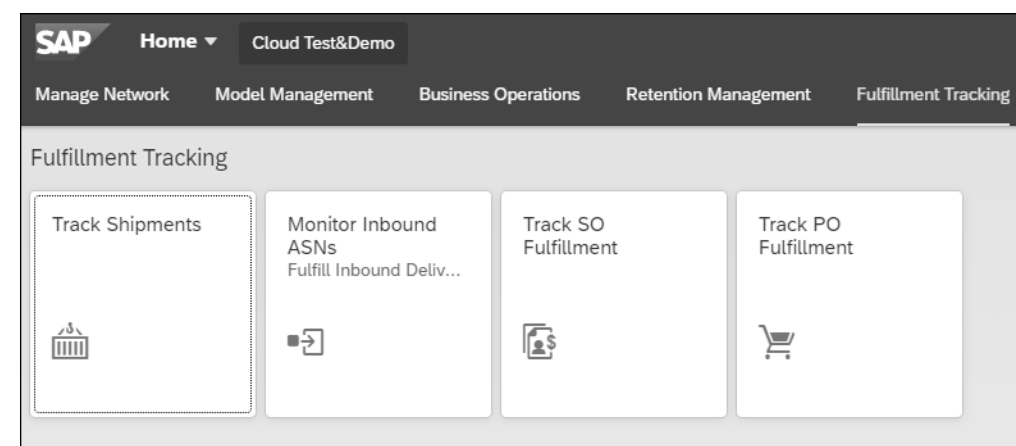 SAP Home Cloud Test&Demo
Manage Network Model Management Business Operations Retention Management Fulfillment Tracking
Fulfillment Tracking
Track Shipments
Monitor Inbound
ASNs
Fulfill Inbound Deliv...
Track SO
Fulfillment
Track PO
Fulfillment